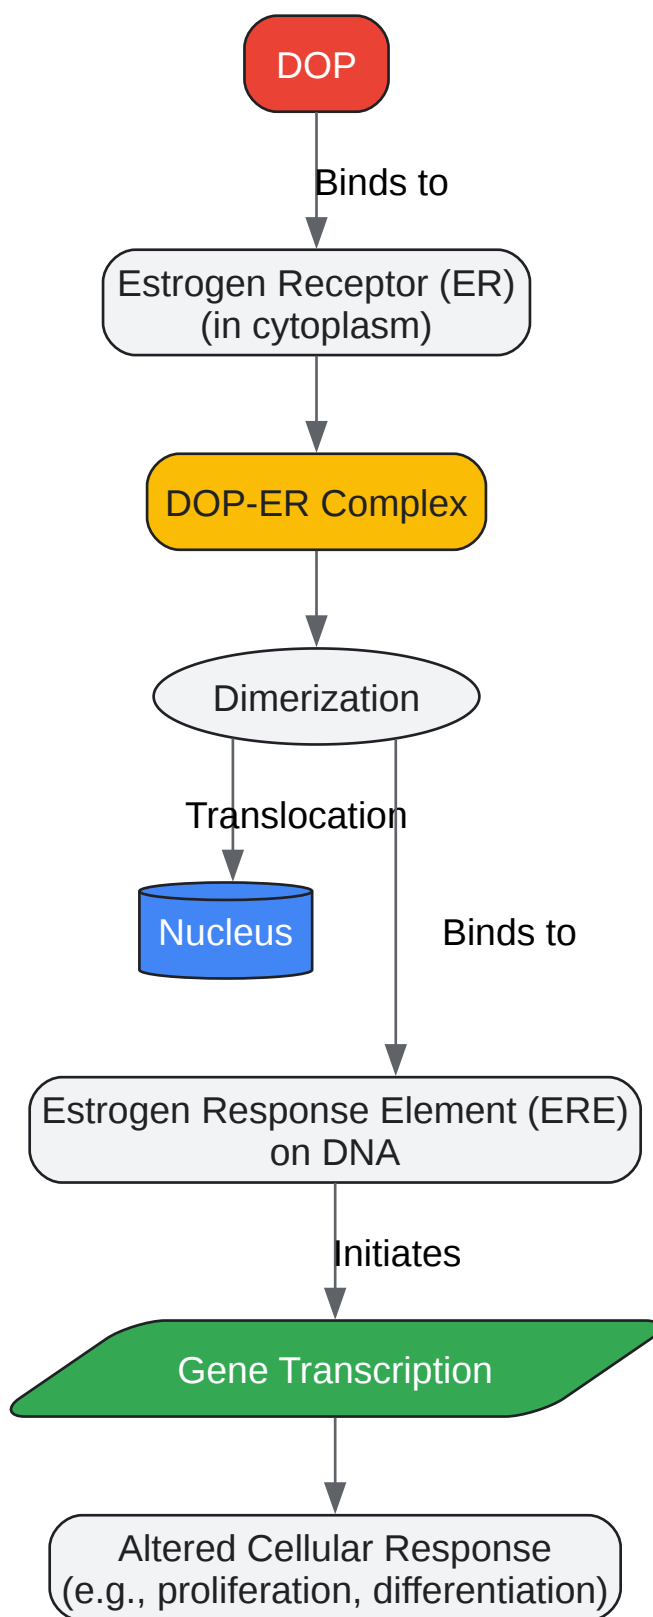 DOP
Binds to
Estrogen Receptor (ER)
(in cytoplasm)
DOP-ER Complex
Dimerization
Translocation
Nucleus
Binds to
Estrogen Response Element (ERE)
on DNA
Initiates
Gene Transcription
Altered Cellular Response
(e.g., proliferation, differentiation)